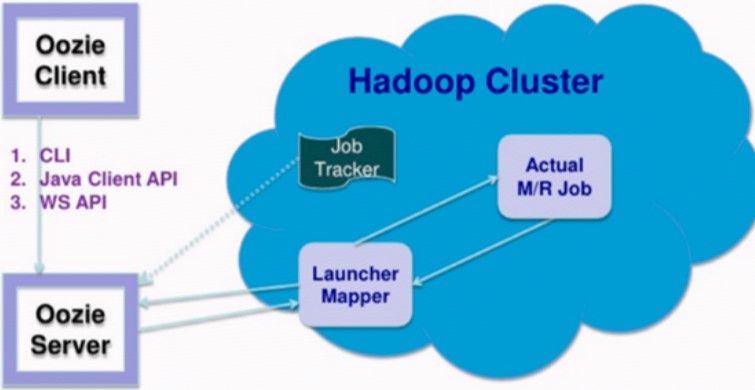 Oozie
Client
Hadoop Cluster
Job
Tracker
Actual
M/R Job
1. CLI
2. Java Client API
3. WS API
Launcher
Mapper
Oozie
Server